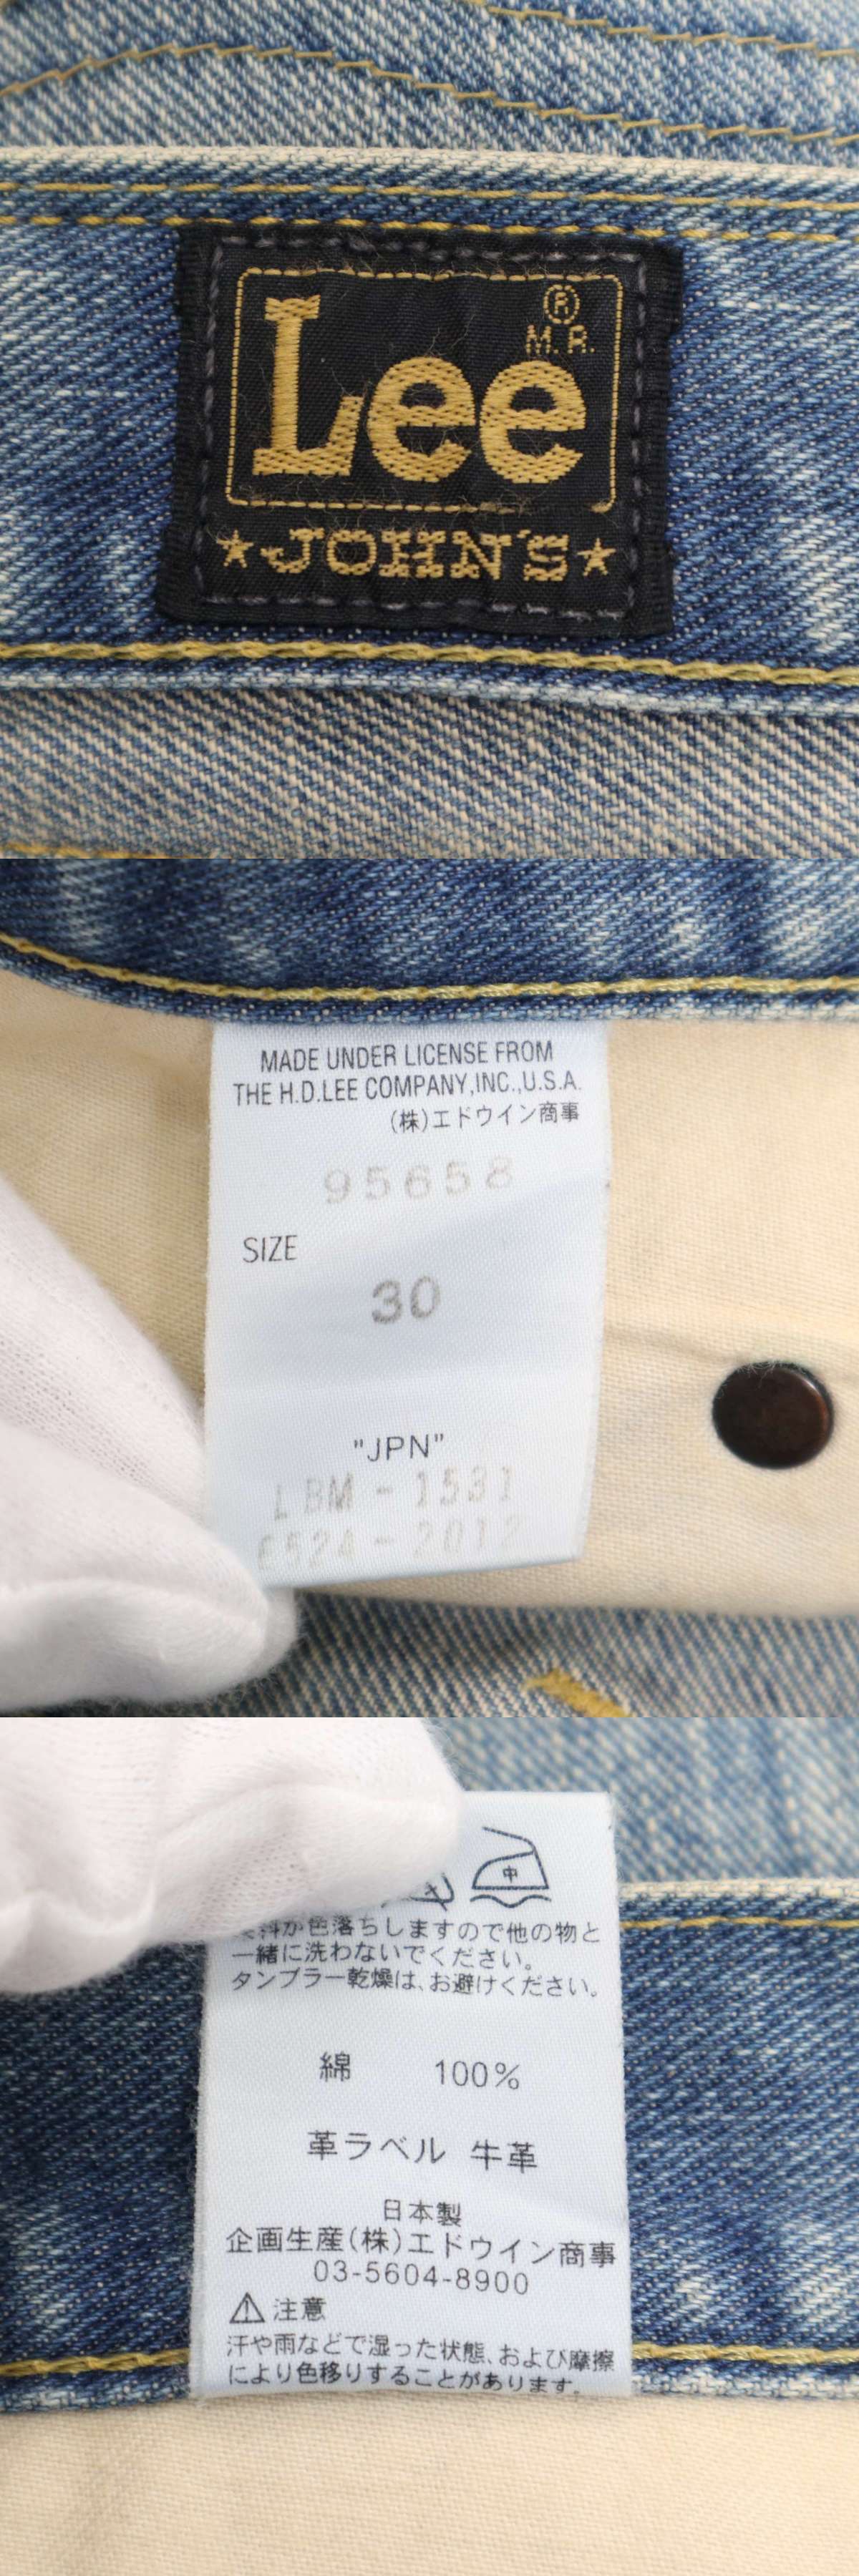 Lee
®
M.R.
★JOHN'S★
MADE UNDER LICENSE FROM
THE H.D.LEE COMPANY,INC.,U.S.A.
(株)エドウイン商事
95658
SIZE
30
"JPN"
LBM-1531
E524-2012
中
料が色落ちしますので他の物と
一緒に洗わないでください。
タンブラー乾燥は、お避けください。
綿 100%
革ラベル 牛革
日本製
企画生産(株)エドウイン商事
03-5604-8900
⚠注意
汗や雨などで湿った状態、および摩擦
により色移りすることがあります。